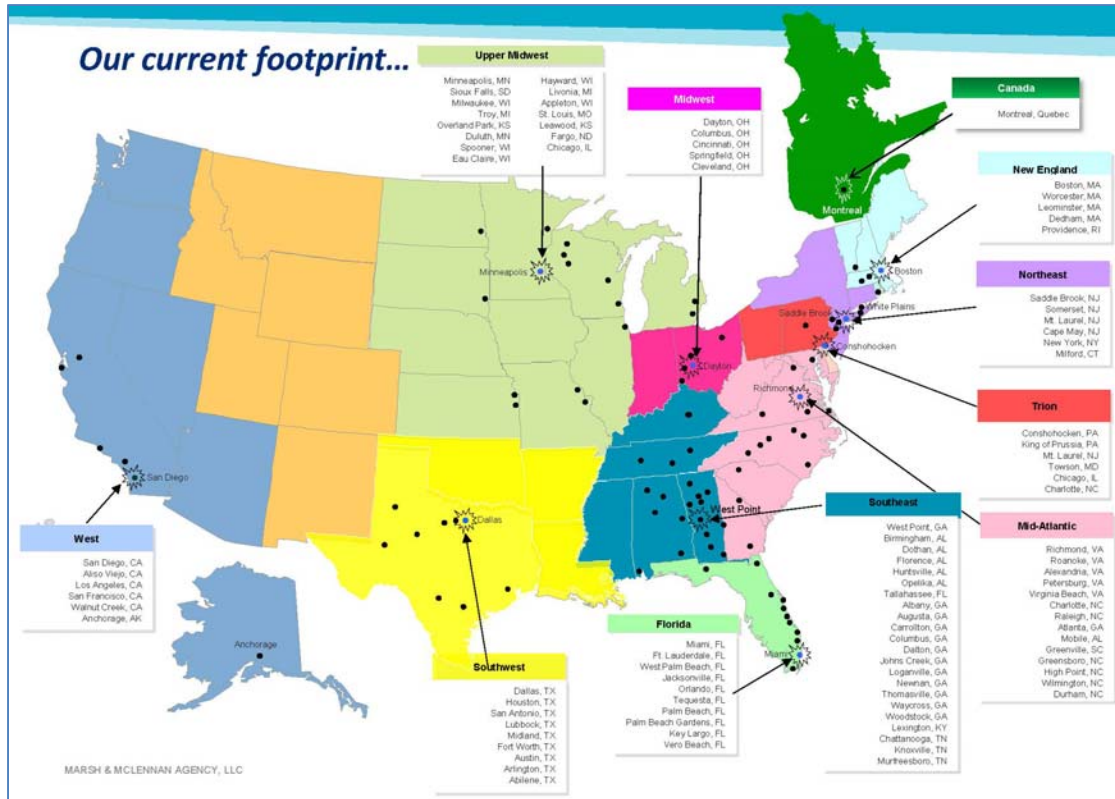 Our current footprint...
Upper Midwest
Minneapolis, MN
Sioux Falls, SD
Milwaukee, WI
Troy, MI
Overland Park, KS
Duluth, MN
Spooner, WI
Eau Claire, WI
Hayward, WI
Livonia, MI
Appleton, WI
St. Louis, MO
Leawood, KS
Fargo, ND
Chicago, IL
Midwest
Dayton, OH
Columbus, OH
Cincinnati, OH
Springfield, OH
Cleveland, OH
Canada
Montreal, Quebec
New England
Boston, MA
Worcester, MA
Leominster, MA
Dedham, MA
Providence, RI
Northeast
Saddle Brook, NJ
Somerset, NJ
Mt. Laurel, NJ
Cape May, NJ
New York, NY
Milford, CT
Trion
Conshohocken, PA
King of Prussia, PA
Mt. Laurel, NJ
Towson, MD
Chicago, IL
Charlotte, NC
Mid-Atlantic
Richmond, VA
Roanoke, VA
Alexandria, VA
Petersburg, VA
Virginia Beach, VA
Charlotte, NC
Raleigh, NC
Atlanta, GA
Mobile, AL
Greenville, SC
Greensboro, NC
High Point, NC
Wilmington, NC
Durham, NC
Southeast
West Point, GA
Birmingham, AL
Dothan, AL
Florence, AL
Huntsville, AL
Opelika, AL
Tallahassee, FL
Albany, GA
Augusta, GA
Carrollton, GA
Columbus, GA
Dalton, GA
Johns Creek, GA
Loganville, GA
Newnan, GA
Thomasville, GA
Waycross, GA
Woodstock, GA
Lexington, KY
Chattanooga, TN
Knoxville, TN
Murfreesboro, TN
Florida
Miami, FL
Ft. Lauderdale, FL
West Palm Beach, FL
Jacksonville, FL
Orlando, FL
Tequesta, FL
Palm Beach, FL
Palm Beach Gardens, FL
Key Largo, FL
Vero Beach, FL
Southwest
Dallas, TX
Houston, TX
San Antonio, TX
Lubbock, TX
Midland, TX
Fort Worth, TX
Austin, TX
Arlington, TX
Abilene, TX
West
San Diego, CA
Aliso Viejo, CA
Los Angeles, CA
San Francisco, CA
Walnut Creek, CA
Anchorage, AK
Montreal
Minneapolis
Boston
White Plains
Saddle Brook
Conshohocken
Dayton
Richmond
San Diego
Dallas
West Point
Miami
Anchorage
MARSH & MCLENNAN AGENCY, LLC